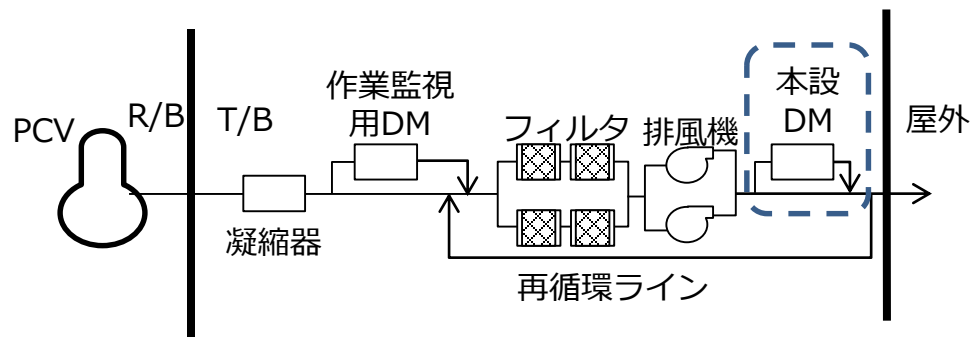 PCV
R/B
T/B
作業監視
用DM
フィルタ
排風機
本設
DM
屋外
凝縮器
再循環ライン